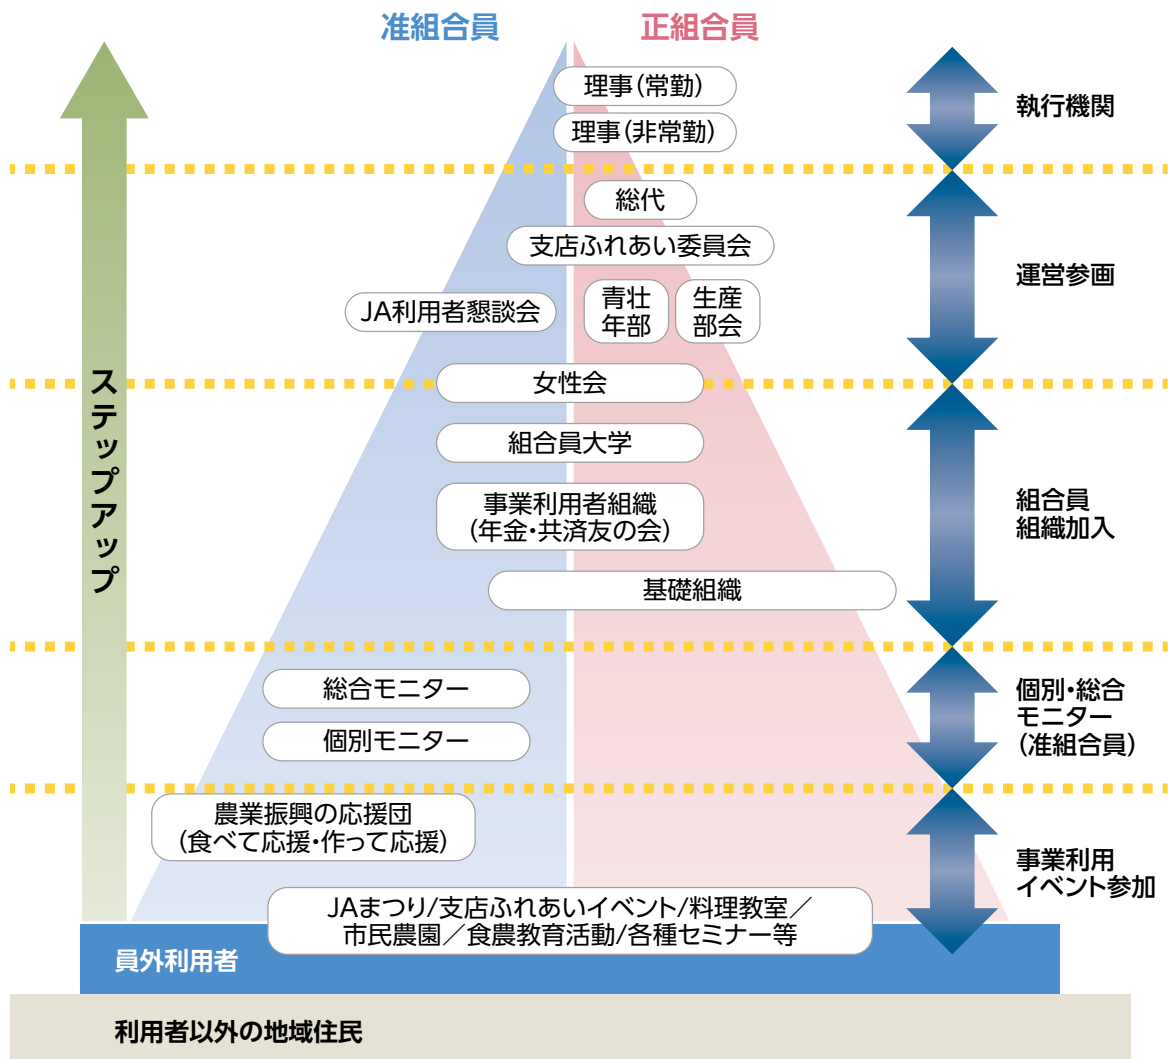 准組合員
正組合員
理事（常勤）
理事（非常勤）
執行機関
総代
支店ふれあい委員会
JA利用者懇談会
青壮
年部
生産
部会
運営参画
ステップアップ
女性会
組合員大学
事業利用者組織
（年金・共済友の会）
基礎組織
組合員
組織加入
総合モニター
個別モニター
個別・総合
モニター
（准組合員）
農業振興の応援団
（食べて応援・作って応援）
事業利用
イベント参加
JAまつり/支店ふれあいイベント/料理教室／
市民農園／食農教育活動/各種セミナー等
員外利用者
利用者以外の地域住民